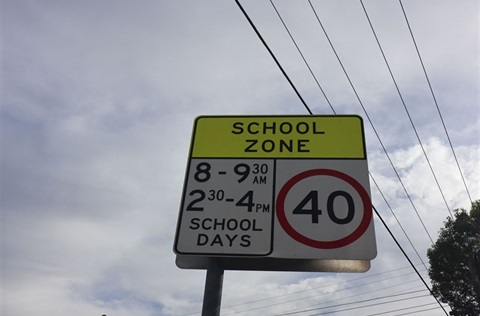 SCHOOL
ZONE
8-9³⁰ AM
2³⁰-4 PM
SCHOOL
DAYS
40